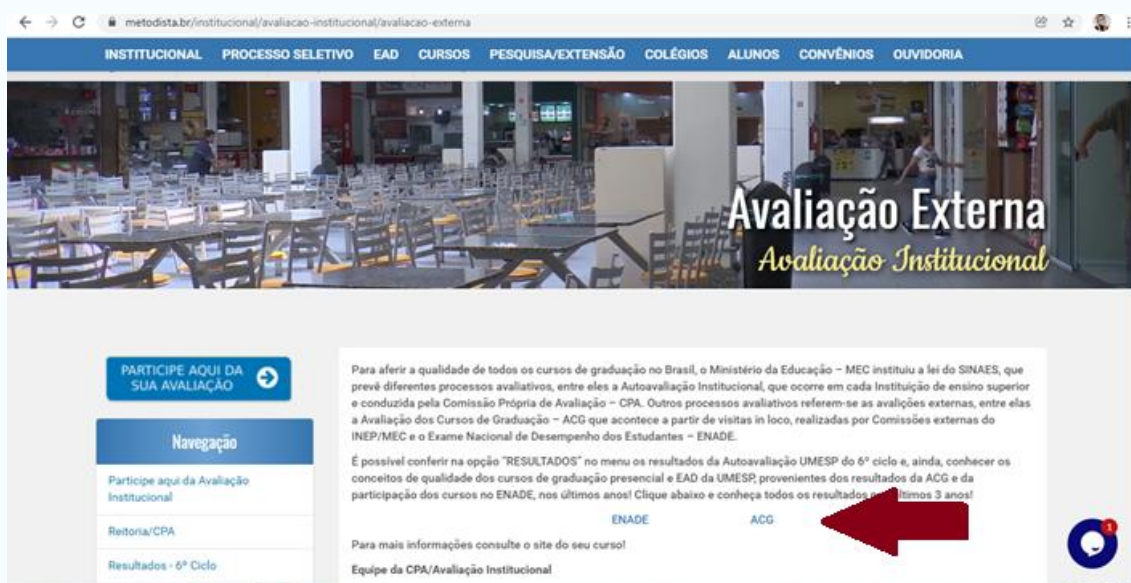 metodista.br/institucional/avaliacao-institucional/avaliacao-externa
INSTITUCIONAL PROCESSO SELETIVO EAD CURSOS PESQUISA/EXTENSÃO COLÉGIOS ALUNOS CONVÊNIOS OUVIDORIA
Avaliação Externa
Avaliação Institucional
PARTICIPE AQUI DA
SUA AVALIAÇÃO
Navegação
Participe aqui da Avaliação
Institucional
Reitoria/CPA
Resultados - 6º Ciclo
Para aferir a qualidade de todos os cursos de graduação no Brasil, o Ministério da Educação – MEC instituiu a lei do SINAES, que
prevê diferentes processos avaliativos, entre eles a Autoavaliação Institucional, que ocorre em cada Instituição de ensino superior
e conduzida pela Comissão Própria de Avaliação – CPA. Outros processos avaliativos referem-se as avalições externas, entre elas
a Avaliação dos Cursos de Graduação – ACG que acontece a partir de visitas in loco, realizadas por Comissões externas do
INEP/MEC e o Exame Nacional de Desempenho dos Estudantes – ENADE.
É possível conferir na opção "RESULTADOS" no menu os resultados da Autoavaliação UMESP do 6º ciclo e, ainda, conhecer os
conceitos de qualidade dos cursos de graduação presencial e EAD da UMESP, provenientes dos resultados da ACG e da
participação dos cursos no ENADE, nos últimos anos! Clique abaixo e conheça todos os resultados últimos 3 anos!
ENADE ACG
Para mais informações consulte o site do seu curso!
Equipe da CPA/Avaliação Institucional
1